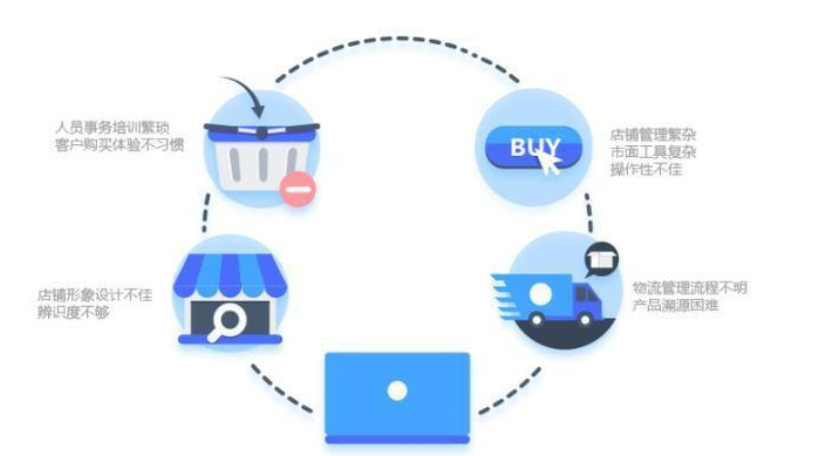 人员事务培训繁琐
客户购买体验不习惯
BUY
店铺管理繁杂
市面工具复杂
操作性不佳
店铺形象设计不佳
辨识度不够
物流管理流程不明
产品溯源困难